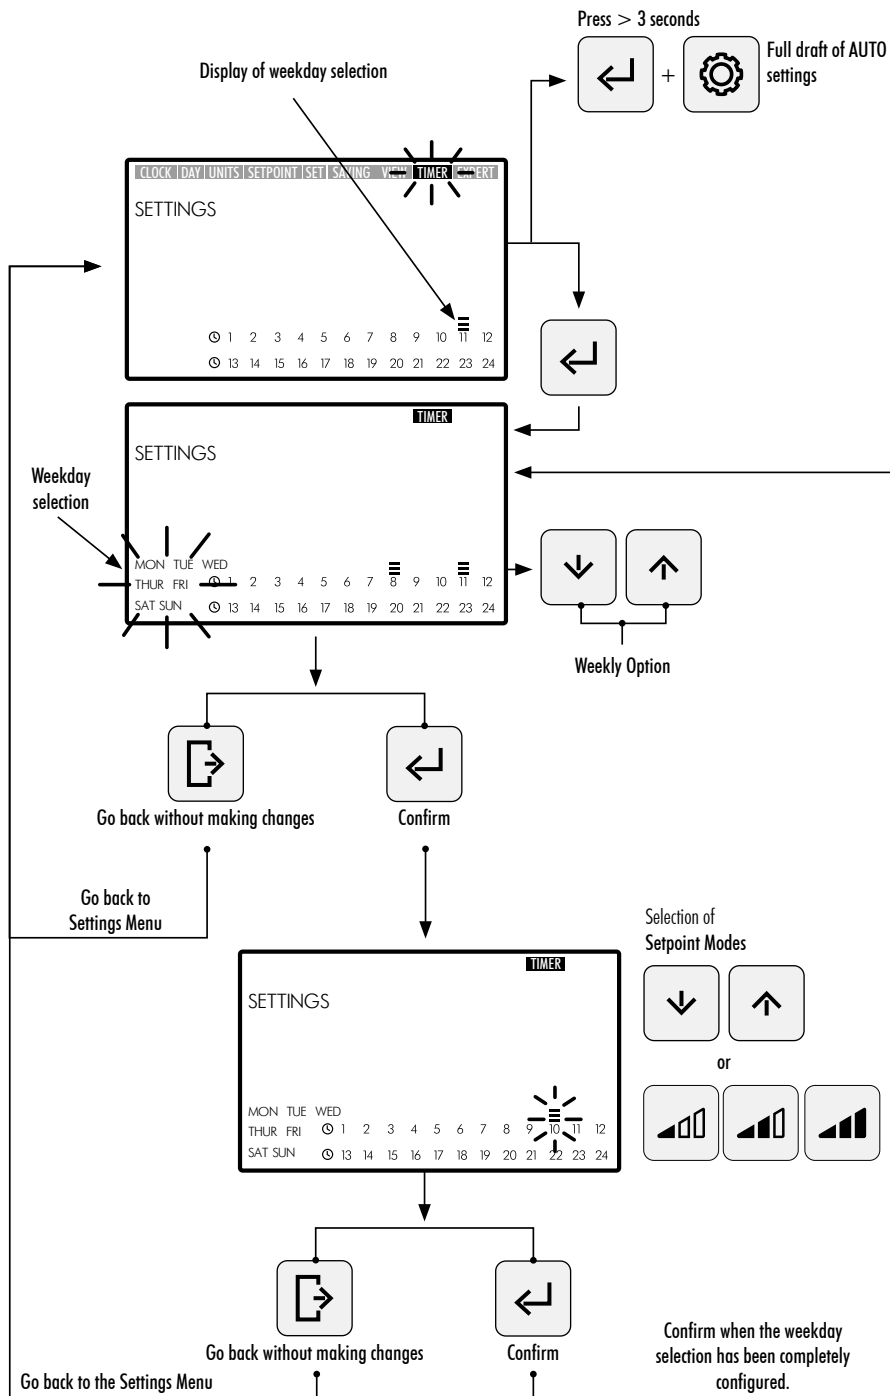 Press > 3 seconds
+
Full draft of AUTO
settings
Display of weekday selection
CLOCK DAY UNITS SETPOINT SET SAVING VIEW TIMER EXPERT
SETTINGS
1 2 3 4 5 6 7 8 9 10 11 12
13 14 15 16 17 18 19 20 21 22 23 24
TIMER
SETTINGS
Weekday
selection
MON TUE WED
THUR FRI 1 2 3 4 5 6 7 8 9 10 11 12
SAT SUN 13 14 15 16 17 18 19 20 21 22 23 24
Weekly Option
Go back without making changes
Confirm
Go back to
Settings Menu
Selection of
Setpoint Modes
or
TIMER
SETTINGS
MON TUE WED
THUR FRI 1 2 3 4 5 6 7 8 9 10 11 12
SAT SUN 13 14 15 16 17 18 19 20 21 22 23 24
Go back without making changes
Confirm
Confirm when the weekday
selection has been completely
configured.
Go back to the Settings Menu